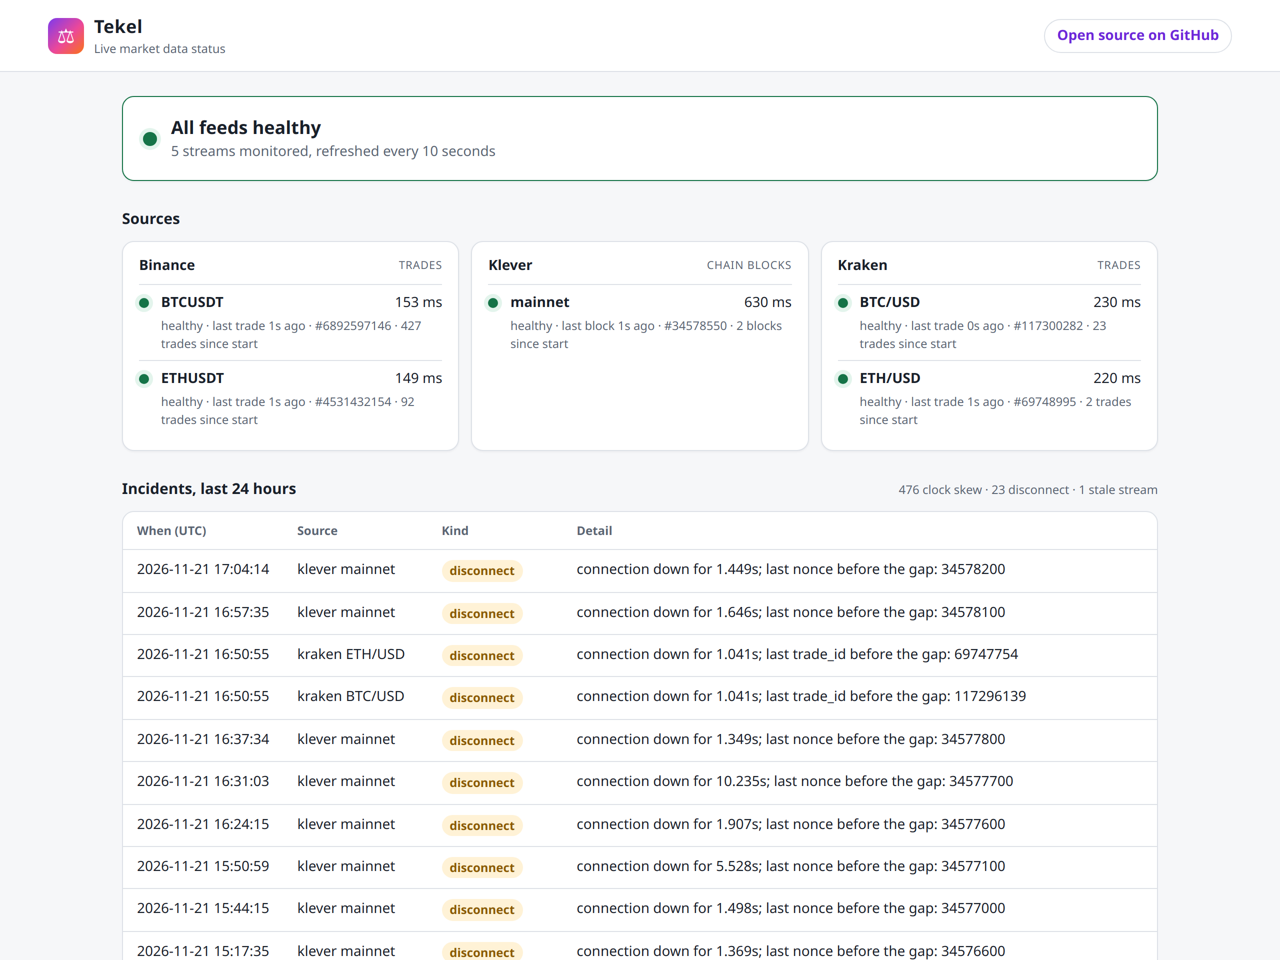 Tekel
Live market data status
Open source on GitHub
All feeds healthy
5 streams monitored, refreshed every 10 seconds
Sources
Binance TRADES
BTCUSDT 153 ms
healthy · last trade 1s ago · #6892597146 · 427
trades since start
ETHUSDT 149 ms
healthy · last trade 1s ago · #4531432154 · 92
trades since start
Klever CHAIN BLOCKS
mainnet 630 ms
healthy · last block 1s ago · #34578550 · 2 blocks
since start
Kraken TRADES
BTC/USD 230 ms
healthy · last trade 0s ago · #117300282 · 23
trades since start
ETH/USD 220 ms
healthy · last trade 1s ago · #69748995 · 2 trades
since start
Incidents, last 24 hours 476 clock skew · 23 disconnect · 1 stale stream
When (UTC) Source Kind Detail
2026-11-21 17:04:14 klever mainnet disconnect connection down for 1.449s; last nonce before the gap: 34578200
2026-11-21 16:57:35 klever mainnet disconnect connection down for 1.646s; last nonce before the gap: 34578100
2026-11-21 16:50:55 kraken ETH/USD disconnect connection down for 1.041s; last trade_id before the gap: 69747754
2026-11-21 16:50:55 kraken BTC/USD disconnect connection down for 1.041s; last trade_id before the gap: 117296139
2026-11-21 16:37:34 klever mainnet disconnect connection down for 1.349s; last nonce before the gap: 34577800
2026-11-21 16:31:03 klever mainnet disconnect connection down for 10.235s; last nonce before the gap: 34577700
2026-11-21 16:24:15 klever mainnet disconnect connection down for 1.907s; last nonce before the gap: 34577600
2026-11-21 15:50:59 klever mainnet disconnect connection down for 5.528s; last nonce before the gap: 34577100
2026-11-21 15:44:15 klever mainnet disconnect connection down for 1.498s; last nonce before the gap: 34577000
2026-11-21 15:17:35 klever mainnet disconnect connection down for 1.369s; last nonce before the gap: 34576600